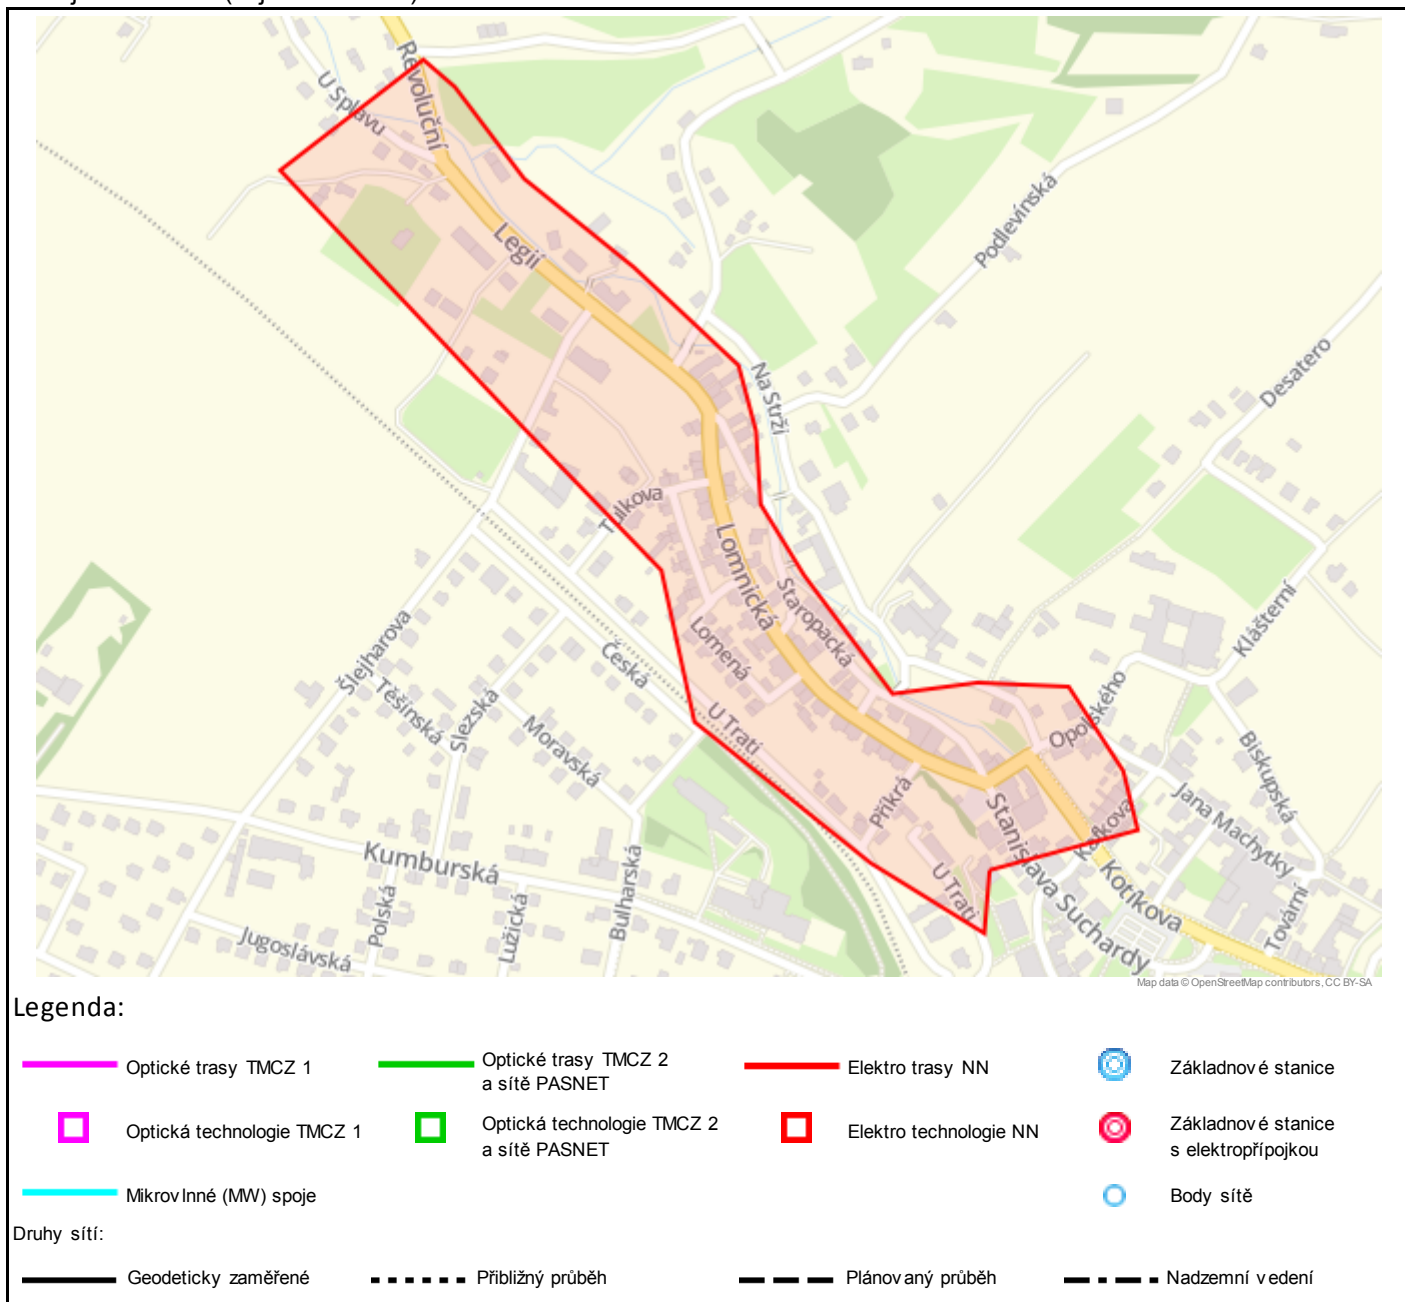 Revoluční
U Splavu
Legií
Podlevínská
Na Strži
Desatero
Tulkova
Lomnická
Staropacká
Lomená
Šlejharova
Těšínská
Slezská
Česká
Moravská
U Trati
Klášterní
Opolského
Biskupská
Jana Machytky
Příkrá
Stanislava Suchardy
Kafkova
U Trati
Kotíkova
Tovární
Kumburská
Polská
Lužická
Bulharská
Jugoslávská
Map data © OpenStreetMap contributors, CC BY-SA
Legenda:
Optické trasy TMCZ 1
Optické trasy TMCZ 2
a sítě PASNET
Elektro trasy NN
Základnové stanice
Optická technologie TMCZ 1
Optická technologie TMCZ 2
a sítě PASNET
Elektro technologie NN
Základnové stanice
s elektropřípojkou
Mikrovlnné (MW) spoje
Body sítě
Druhy sítí:
Geodeticky zaměřené
Přibližný průběh
Plánovaný průběh
Nadzemní vedení